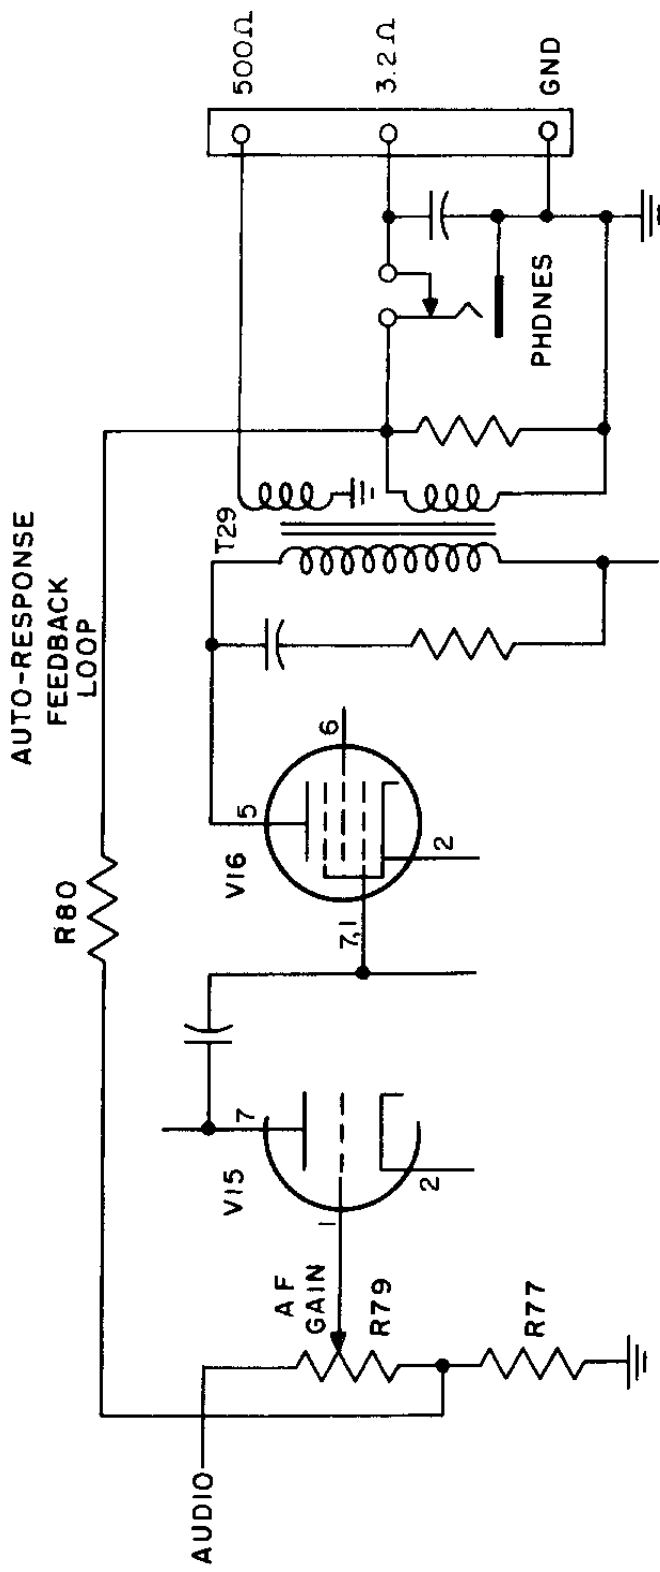 AUTO-RESPONSE
FEEDBACK
LOOP
R80
AUDIO
AF
GAIN
R79
R77
V15
7
1
2
V16
5
7,1
6
2
T29
PHDNES
500Ω
3.2Ω
GND